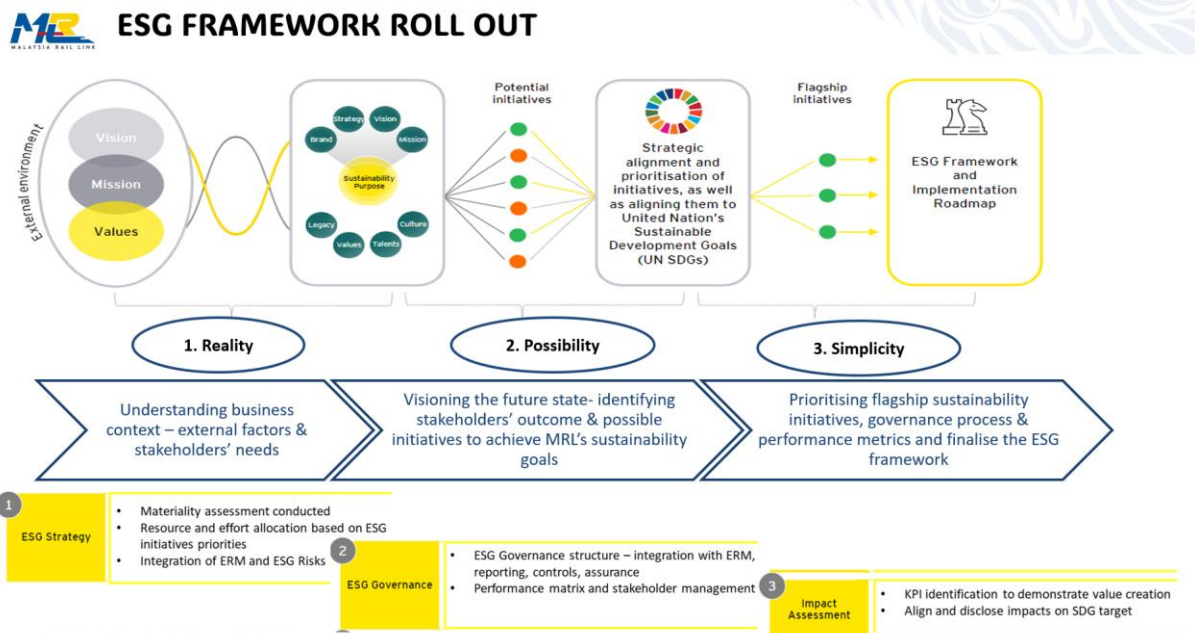 MRL
MALAYSIA RAIL LINK
ESG FRAMEWORK ROLL OUT
External environment
Vision
Mission
Values
Strategy
Vision
Brand
Mission
Sustainability
Purpose
Legacy
Culture
Values
Talents
Potential
initiatives
Strategic
alignment and
prioritisation of
initiatives, as well
as aligning them to
United Nation's
Sustainable
Development Goals
(UN SDGs)
Flagship
initiatives
ESG Framework
and
Implementation
Roadmap
1. Reality
2. Possibility
3. Simplicity
Understanding business
context – external factors &
stakeholders' needs
Visioning the future state- identifying
stakeholders' outcome & possible
initiatives to achieve MRL's sustainability
goals
Prioritising flagship sustainability
initiatives, governance process &
performance metrics and finalise the ESG
framework
1
ESG Strategy
• Materiality assessment conducted
• Resource and effort allocation based on ESG
initiatives priorities
• Integration of ERM and ESG Risks
2
ESG Governance
• ESG Governance structure – integration with ERM,
reporting, controls, assurance
• Performance matrix and stakeholder management
3
Impact
Assessment
• KPI identification to demonstrate value creation
• Align and disclose impacts on SDG target